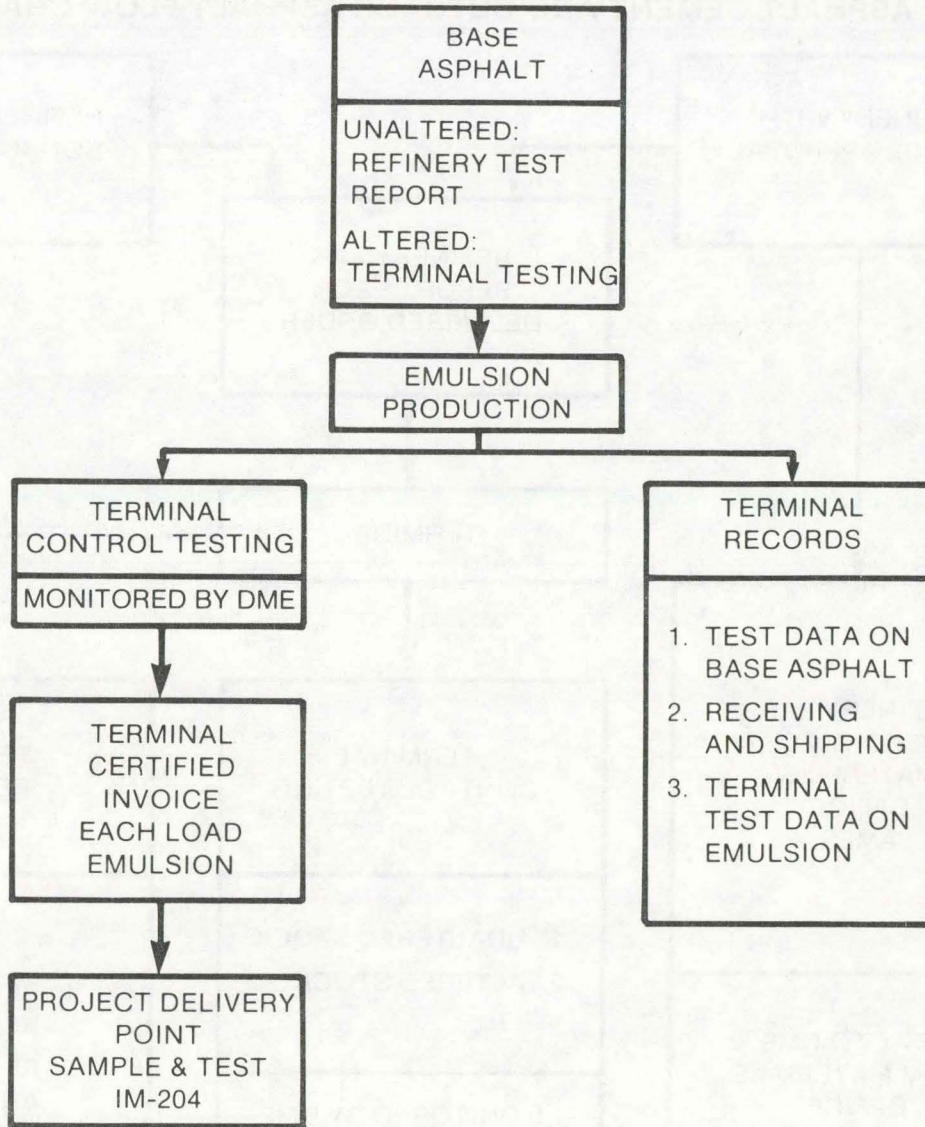 BASE
ASPHALT
UNALTERED:
REFINERY TEST
REPORT
ALTERED:
TERMINAL TESTING
EMULSION
PRODUCTION
TERMINAL
CONTROL TESTING
MONITORED BY DME
TERMINAL
CERTIFIED
INVOICE
EACH LOAD
EMULSION
PROJECT DELIVERY
POINT
SAMPLE & TEST
IM-204
TERMINAL
RECORDS
1. TEST DATA ON
BASE ASPHALT
2. RECEIVING
AND SHIPPING
3. TERMINAL
TEST DATA ON
EMULSION